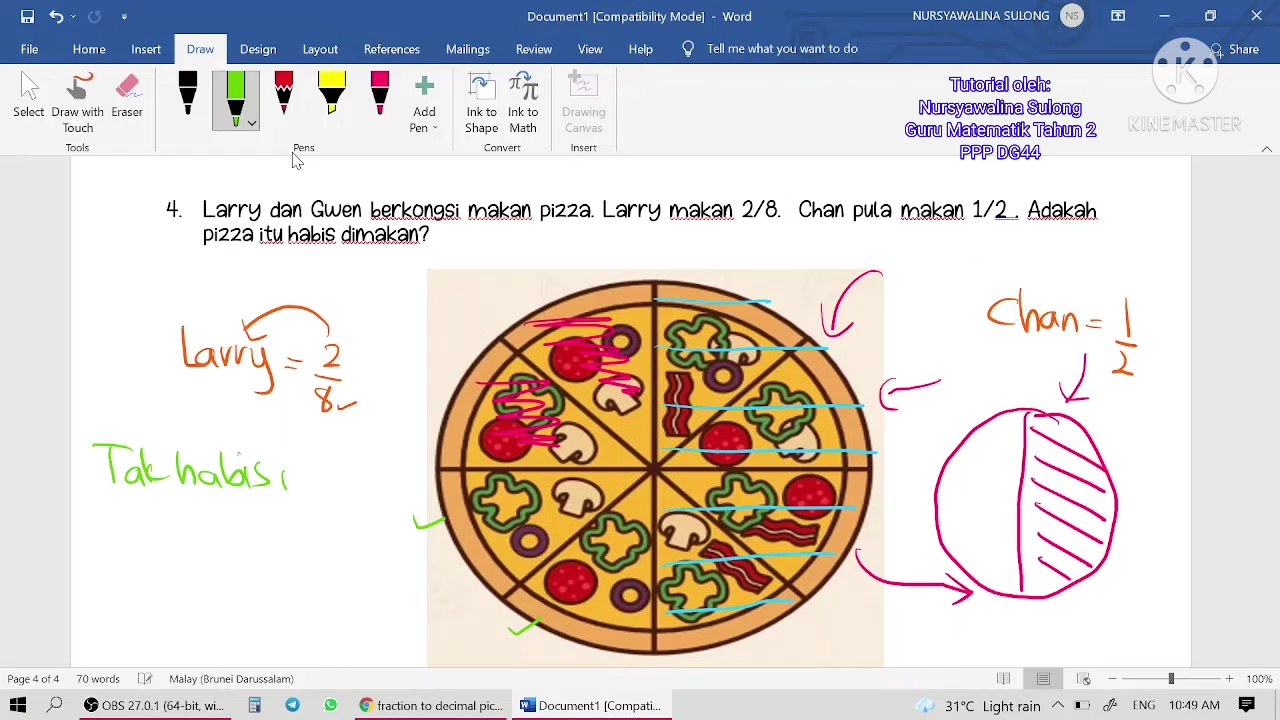 Document1 [Compatibility Mode] - Word
NURSYAWALINA SULONG
NS
File Home Insert Draw Design Layout References Mailings Review View Help Tell me what you want to do
Share
Select Draw with Touch Eraser
Add Pen
Ink to Shape
Ink to Math
Drawing Canvas
Tools Pens Convert Insert
Tutorial oleh:
Nursyawalina Sulong
Guru Matematik Tahun 2
PPP DG44
K
KINEMASTER
4. Larry dan Gwen berkongsi makan pizza. Larry makan 2/8. Chan pula makan 1/2 . Adakah
pizza itu habis dimakan?
Larry = 2/8
Chan = 1/2
Tak habis
Page 4 of 4 70 words Malay (Brunei Darussalam) 100%
OBS 27.0.1 (64-bit, wi...
fraction to decimal pic...
Document1 [Compati...
31°C Light rain
10:49 AM